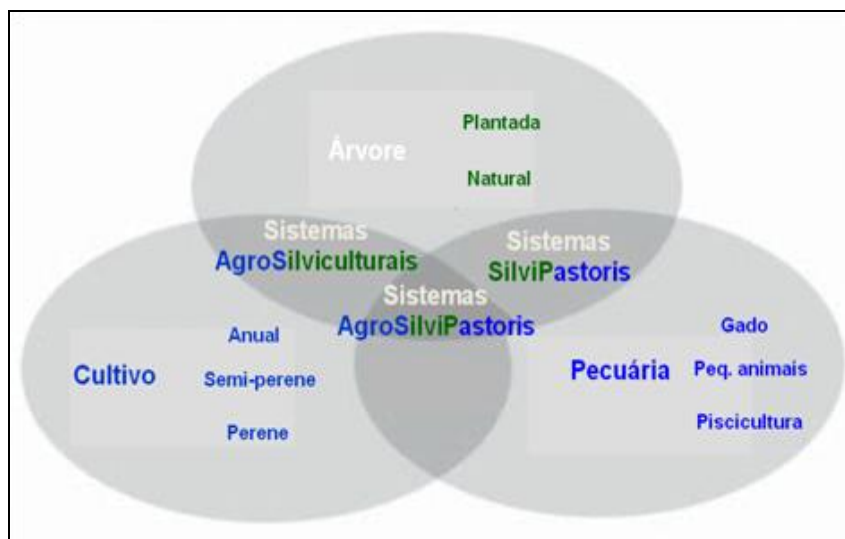 Árvore
Plantada
Natural
Sistemas
AgroSilviculturais
Sistemas
SilviPastoris
Sistemas
AgroSilviPastoris
Cultivo
Anual
Semi-perene
Perene
Pecuária
Gado
Peq. animais
Piscicultura